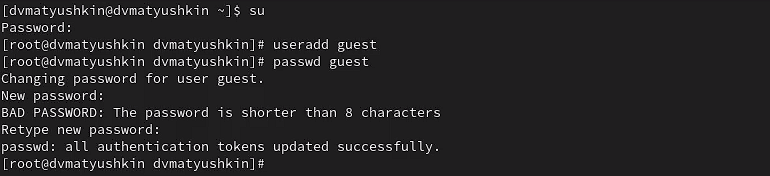 [dvmatyushkin@dvmatyushkin ~]$ su
Password:
[root@dvmatyushkin dvmatyushkin]# useradd guest
[root@dvmatyushkin dvmatyushkin]# passwd guest
Changing password for user guest.
New password:
BAD PASSWORD: The password is shorter than 8 characters
Retype new password:
passwd: all authentication tokens updated successfully.
[root@dvmatyushkin dvmatyushkin]#